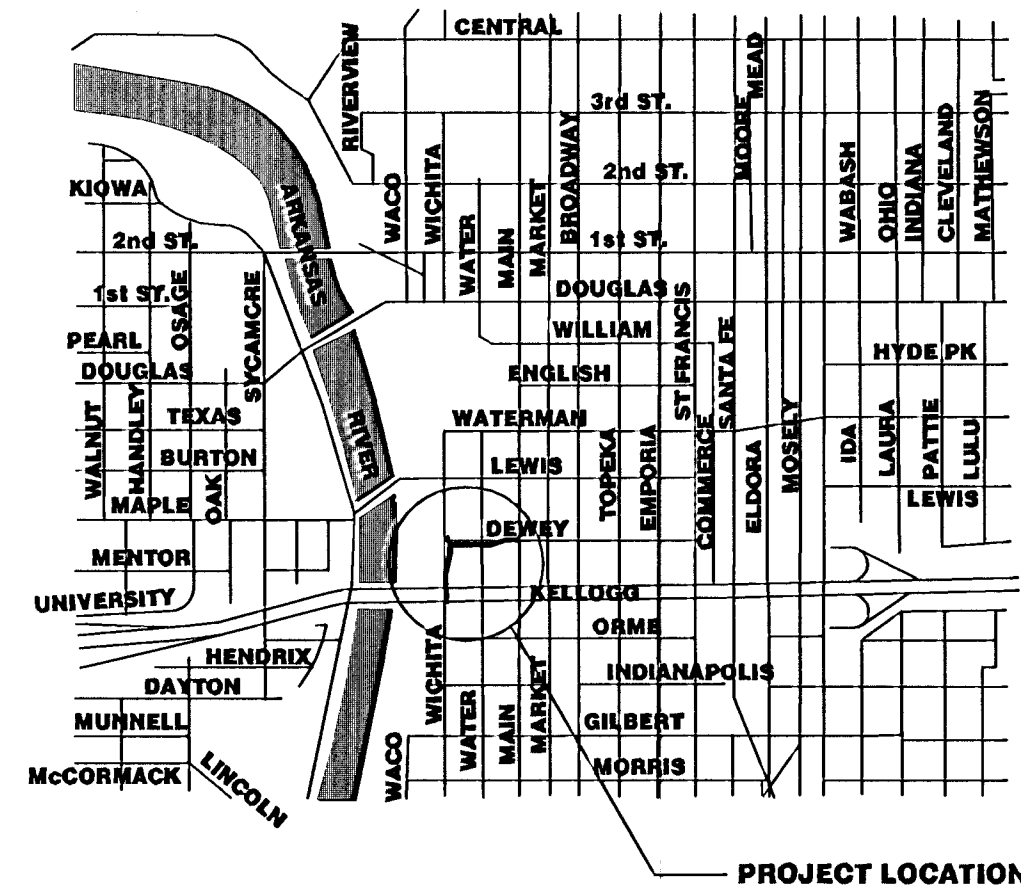 CENTRAL
RIVERVIEW
MEAD
3rd ST.
MOORE
BROADWAY
WICHITA
2nd ST.
WABASH
OHIO
INDIANA
CLEVELAND
MATHEWSON
KIOWA
ARKANSAS
WACO
WATER
MAIN
MARKET
2nd ST.
1st ST.
1st ST.
OSAGE
SYCAMORE
DOUGLAS
ST FRANCIS
SANTA FE
PEARL
WILLIAM
HYDE PK
DOUGLAS
ENGLISH
WALNUT
HANDLEY
TEXAS
RIVER
WATERMAN
TOPEKA
EMPORIA
COMMERCE
ELDORA
MOSELY
IDA
LAURA
PATTIE
LULU
BURTON
LEWIS
OAK
MAPLE
LEWIS
DEWEY
MENTOR
UNIVERSITY
KELLOGG
ORME
HENDRIX
WICHITA
DAYTON
INDIANAPOLIS
WATER
MAIN
MARKET
MUNNELL
GILBERT
McCORMACK
LINCOLN
WACO
MORRIS
PROJECT LOCATION